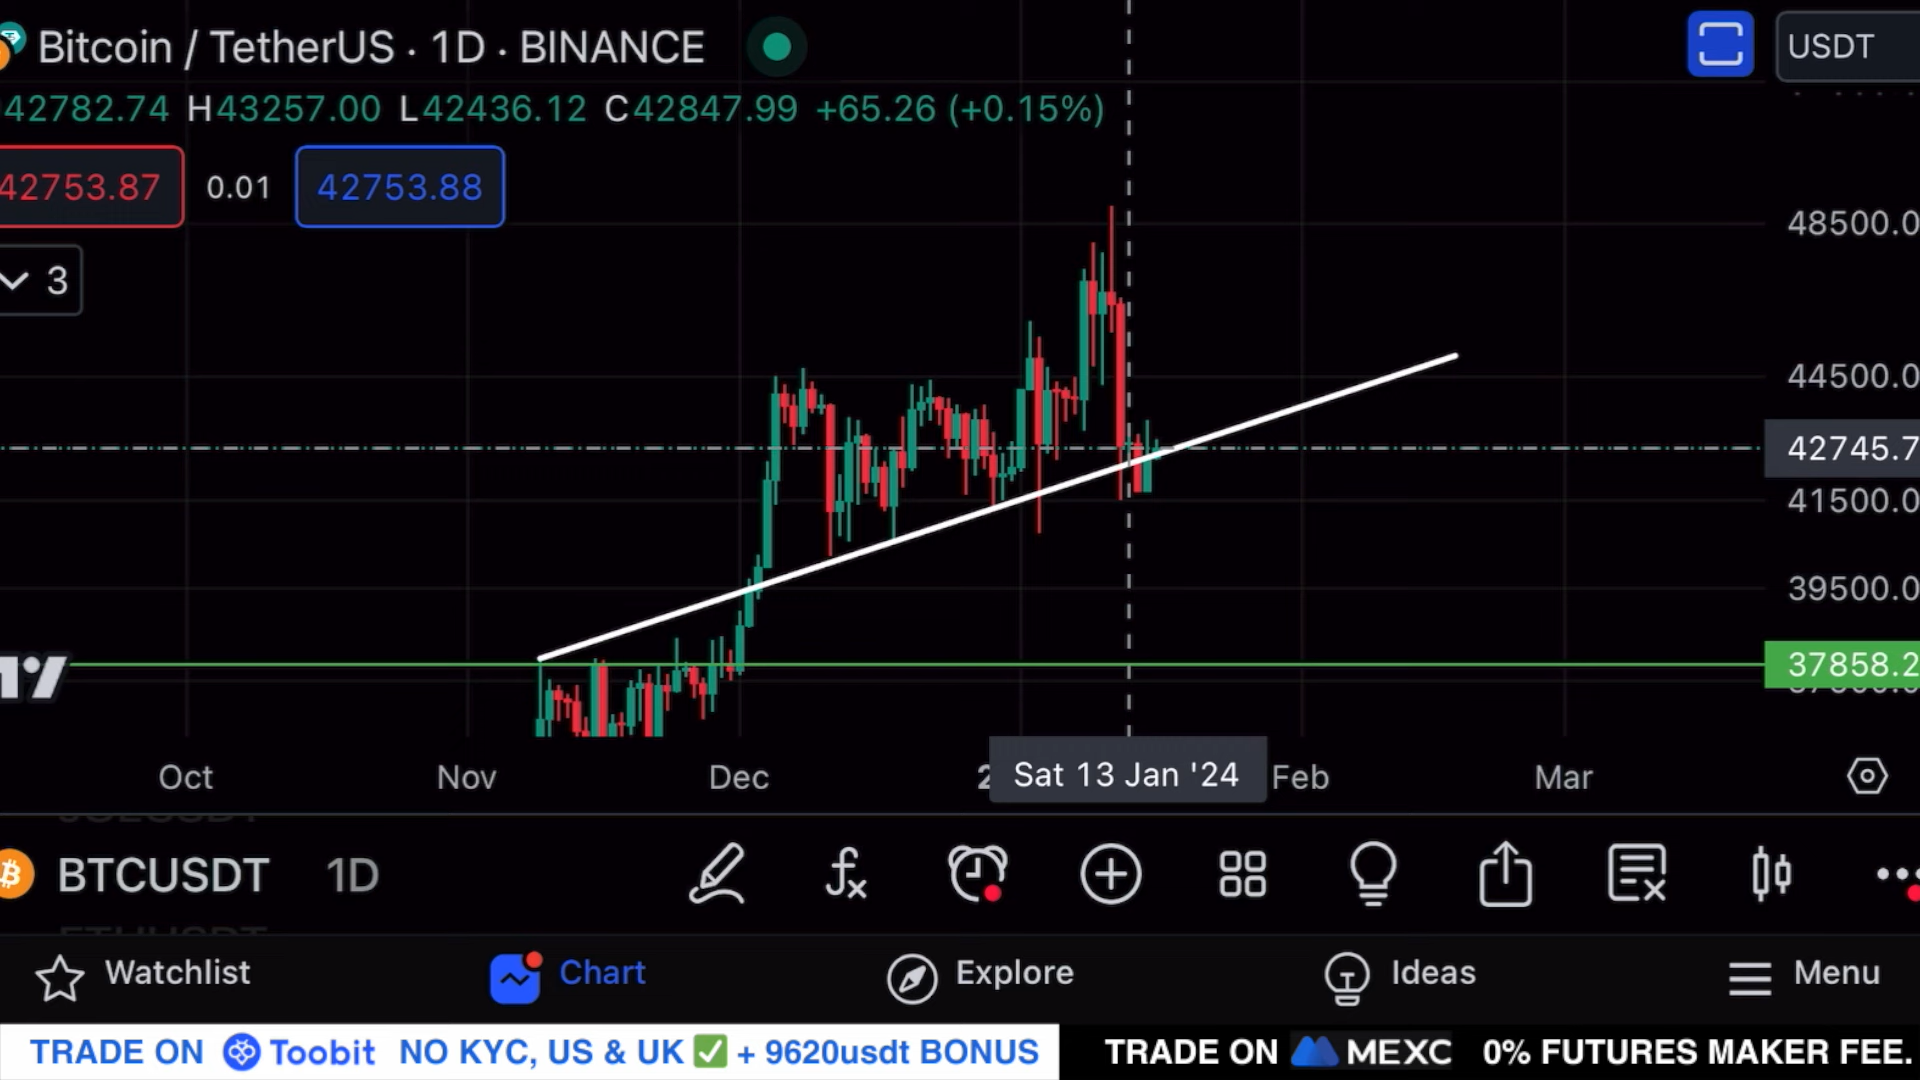 Bitcoin / TetherUS · 1D · BINANCE
USDT
42782.74 H43257.00 L42436.12 C42847.99 +65.26 (+0.15%)
42753.87 0.01 42753.88
3
48500.0
44500.0
42745.7
41500.0
39500.0
37858.2
Oct Nov Dec Sat 13 Jan '24 Feb Mar
BTCUSDT 1D
Watchlist Chart Explore Ideas Menu
TRADE ON Toobit NO KYC, US & UK ✅ + 9620usdt BONUS TRADE ON MEXC 0% FUTURES MAKER FEE.